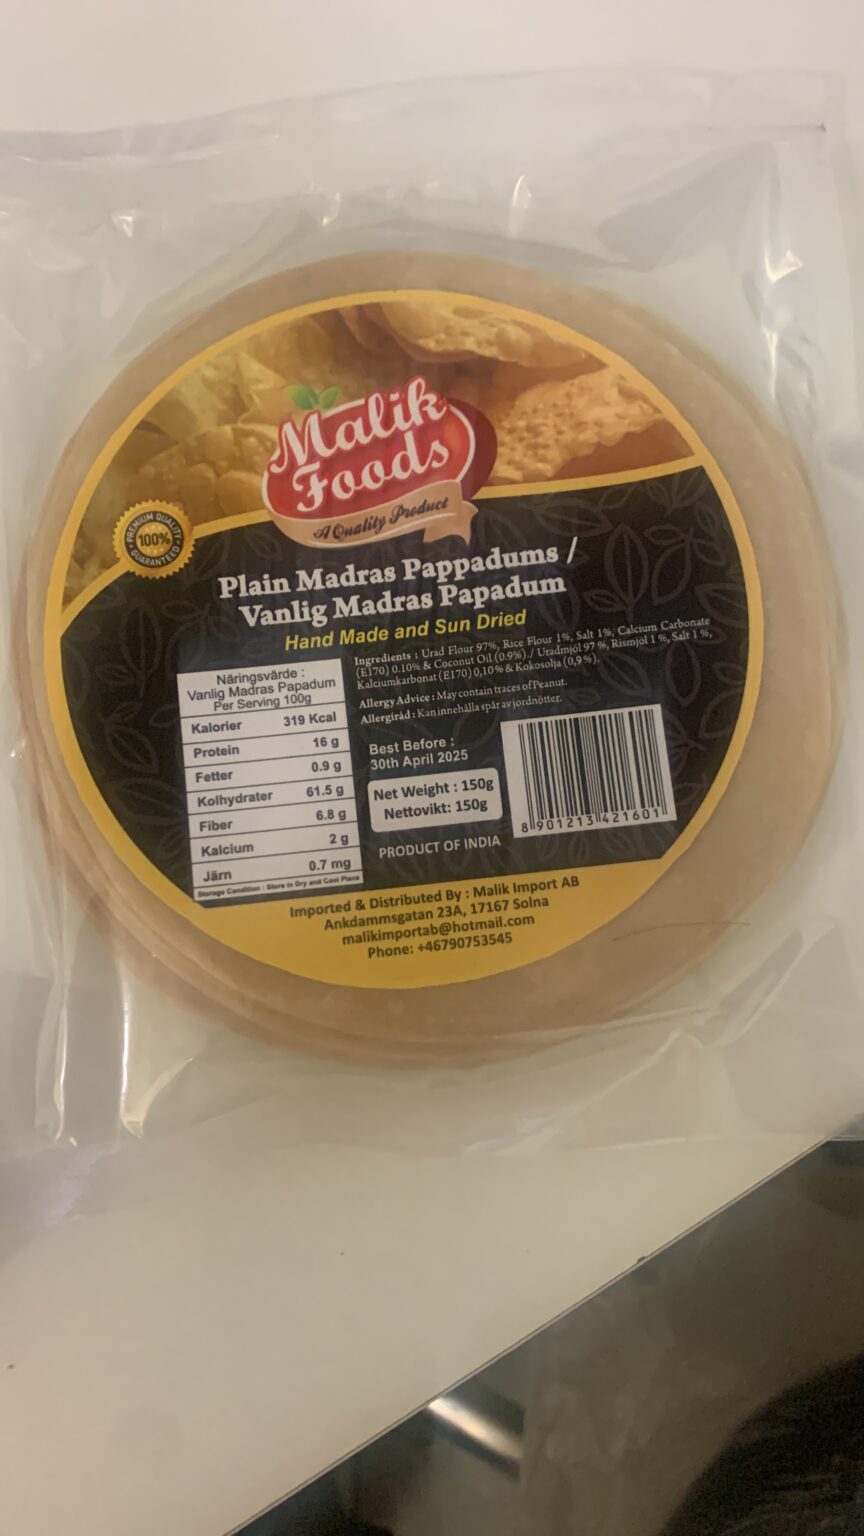 Malik
Foods
A Quality Product
PREMIUM QUALITY
100%
GUARANTEED
Plain Madras Pappadums /
Vanlig Madras Papadum
Hand Made and Sun Dried
Ingredients : Urad Flour 97%, Rice Flour 1%, Salt 1%, Calcium Carbonate
(E170) 0.10% & Coconut Oil (0.9%)./ Uradmjöl 97 %, Rismjöl 1 %, Salt 1 %,
Kalciumkarbonat (E170) 0,10% & Kokosolja (0,9%).
Allergy Advice : May contain traces of Peanut.
Allergiråd : Kan innehålla spår av jordnötter.
Näringsvärde :
Vanlig Madras Papadum
Per Serving 100g
Kalorier 319 Kcal
Protein 16 g
Fetter 0.9 g
Kolhydrater 61.5 g
Fiber 6.8 g
Kalcium 2 g
Järn 0.7 mg
Storage Condition : Store in Dry and Cool Place
Best Before :
30th April 2025
Net Weight : 150g
Nettovikt: 150g
PRODUCT OF INDIA
8 901213 421601
Imported & Distributed By : Malik Import AB
Ankdammsgatan 23A, 17167 Solna
malikimportab@hotmail.com
Phone: +46790753545